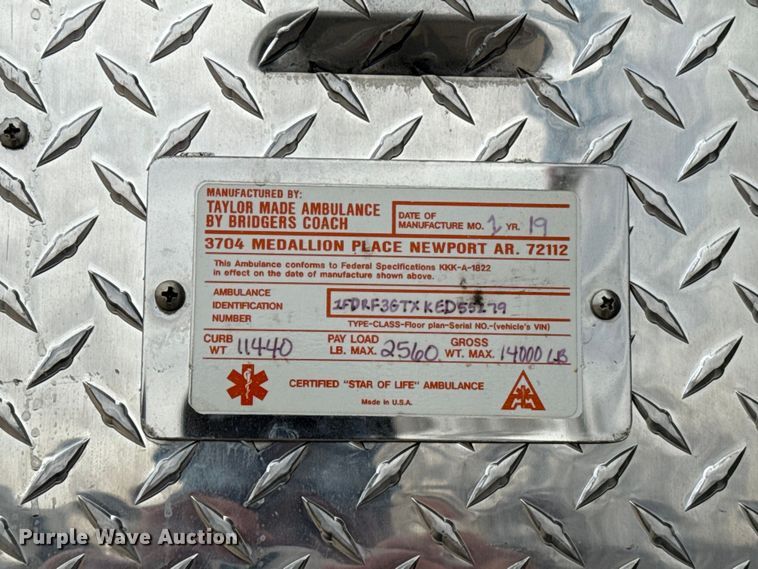 MANUFACTURED BY:
TAYLOR MADE AMBULANCE
BY BRIDGERS COACH
DATE OF
MANUFACTURE MO. 1 YR. 19
3704 MEDALLION PLACE NEWPORT AR. 72112
This Ambulance conforms to Federal Specifications KKK-A-1822
in effect on the date of manufacture shown above.
AMBULANCE
IDENTIFICATION
NUMBER
1FDRF3GTXKED55179
TYPE-CLASS-Floor plan-Serial NO.-(vehicle's VIN)
CURB
WT 11440
PAY LOAD
LB. MAX. 2560
GROSS
WT. MAX. 14000 LB
CERTIFIED "STAR OF LIFE" AMBULANCE
Made in U.S.A.
Purple Wave Auction